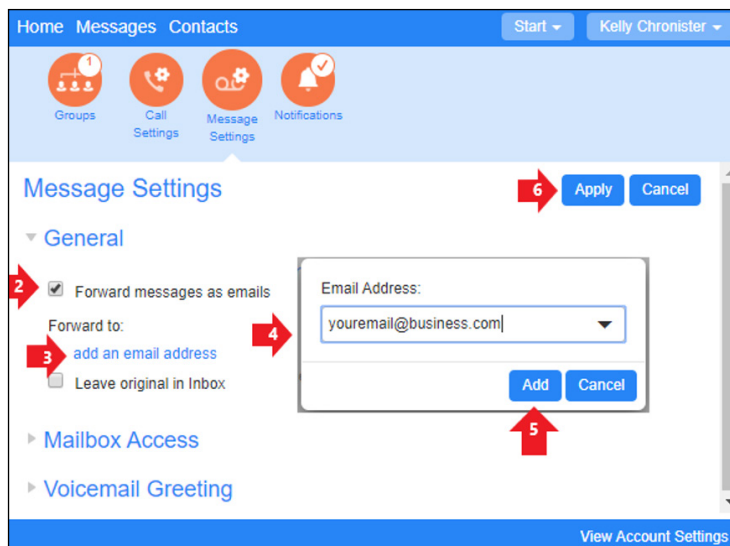 Home Messages Contacts
Start
Kelly Chronister
1
Groups
Call
Settings
Message
Settings
Notifications
Message Settings
6
Apply
Cancel
General
2
Forward messages as emails
Forward to:
3
add an email address
Leave original in Inbox
Email Address:
4
youremail@business.com
Add
Cancel
5
Mailbox Access
Voicemail Greeting
View Account Settings